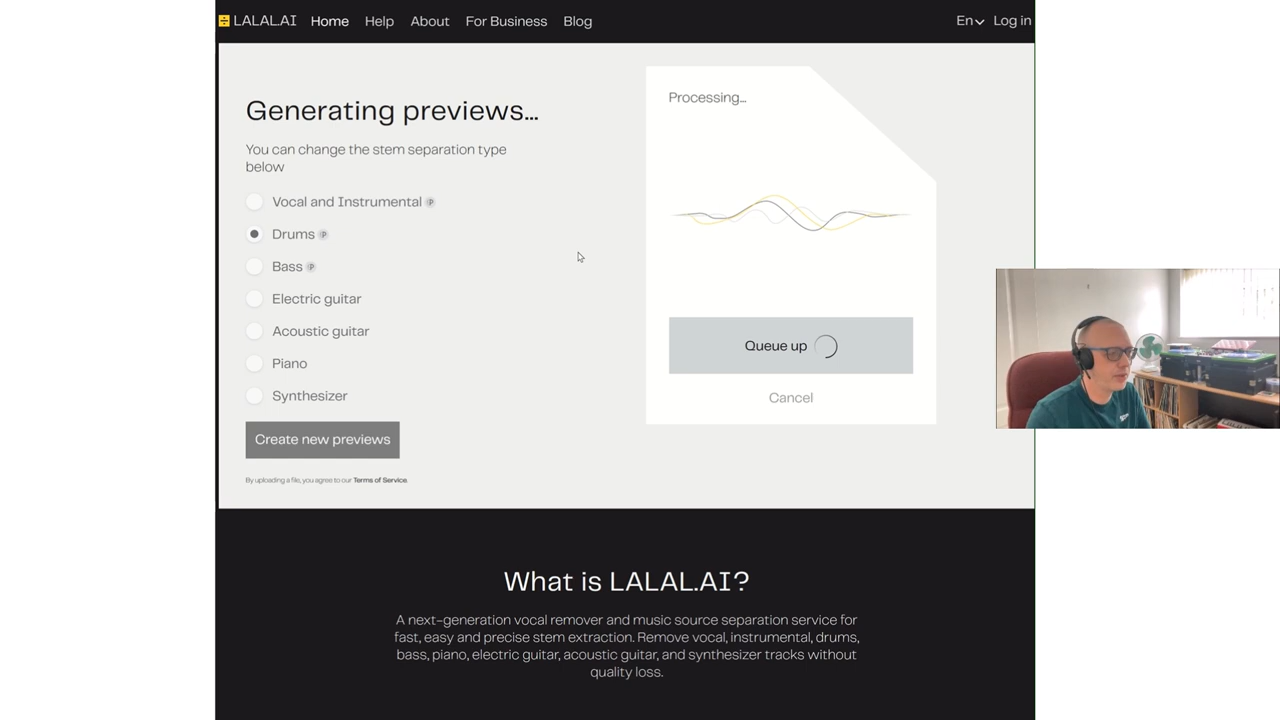 LALAL.AI Home Help About For Business Blog En Log in
Generating previews...
You can change the stem separation type
below
Vocal and Instrumental P
Drums P
Bass P
Electric guitar
Acoustic guitar
Piano
Synthesizer
Create new previews
By uploading a file, you agree to our Terms of Service.
Processing...
Queue up
Cancel
What is LALAL.AI?
A next-generation vocal remover and music source separation service for
fast, easy and precise stem extraction. Remove vocal, instrumental, drums,
bass, piano, electric guitar, acoustic guitar, and synthesizer tracks without
quality loss.